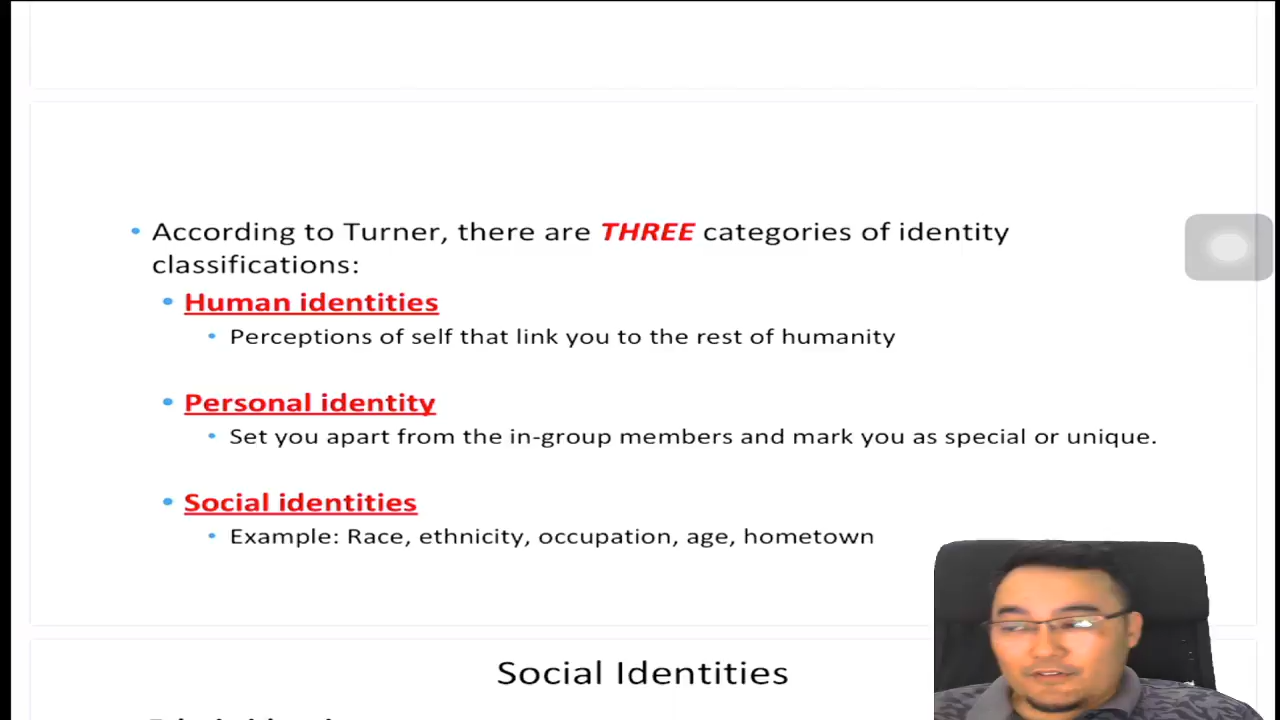 According to Turner, there are THREE categories of identity
classifications:
Human identities
Perceptions of self that link you to the rest of humanity
Personal identity
Set you apart from the in-group members and mark you as special or unique.
Social identities
Example: Race, ethnicity, occupation, age, hometown
Social Identities